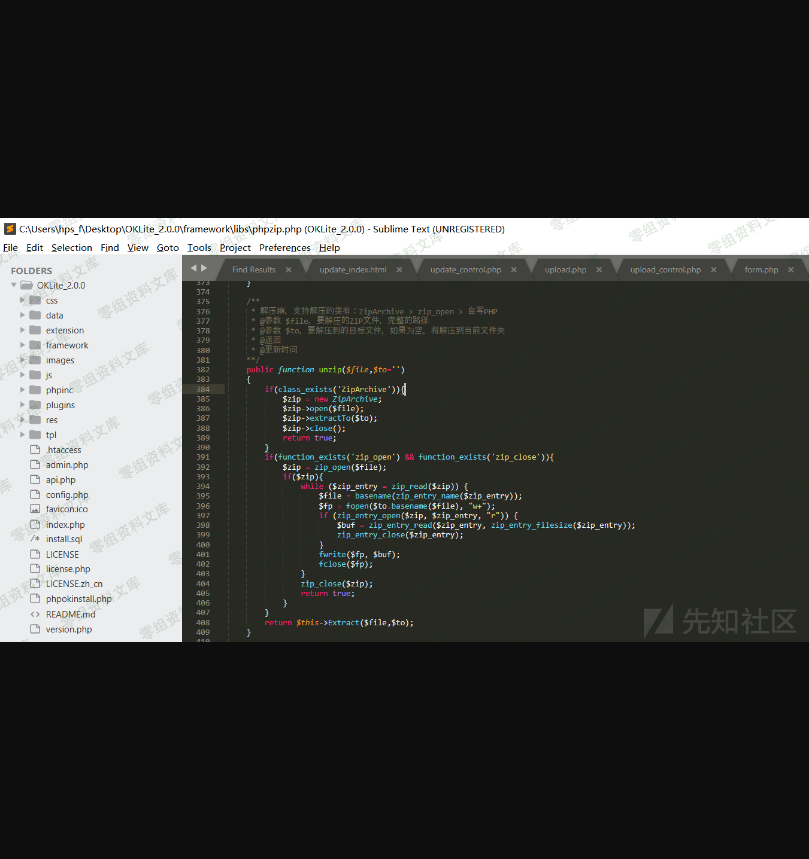 C:\Users\hps_f\Desktop\OKLite_2.0.0\framework\libs\phpzip.php (OKLite_2.0.0) - Sublime Text (UNREGISTERED)
File Edit Selection Find View Goto Tools Project Preferences Help
FOLDERS
OKLite_2.0.0
css
data
extension
framework
images
js
phpinc
plugins
res
tpl
.htaccess
admin.php
api.php
config.php
favicon.ico
index.php
/* install.sql
LICENSE
license.php
LICENSE.zh_cn
phpokinstall.php
<> README.md
version.php
Find Results × update_index.html × update_control.php × upload.php × upload_control.php × form.php ×
373 }
374
375 /**
376 * 解压端, 支持解压的类有：ZipArchive > zip_open > 自写PHP
377 * @参数 $file, 要解压的ZIP文件, 完整的路径
378 * @参数 $to, 要解压到的目标文件, 如果为空, 将解压到当前文件夹
379 * @返回
380 * @更新时间
381 **/
382 public function unzip($file,$to='')
383 {
384 if(class_exists('ZipArchive')){
385 $zip = new ZipArchive;
386 $zip->open($file);
387 $zip->extractTo($to);
388 $zip->close();
389 return true;
390 }
391 if(function_exists('zip_open') && function_exists('zip_close')){
392 $zip = zip_open($file);
393 if($zip){
394 while ($zip_entry = zip_read($zip)) {
395 $file = basename(zip_entry_name($zip_entry));
396 $fp = fopen($to.basename($file), "w+");
397 if (zip_entry_open($zip, $zip_entry, "r")) {
398 $buf = zip_entry_read($zip_entry, zip_entry_filesize($zip_entry));
399 zip_entry_close($zip_entry);
400 }
401 fwrite($fp, $buf);
402 fclose($fp);
403 }
404 zip_close($zip);
405 return true;
406 }
407 }
408 return $this->Extract($file,$to);
409 }
410
先知社区
零组资料文库